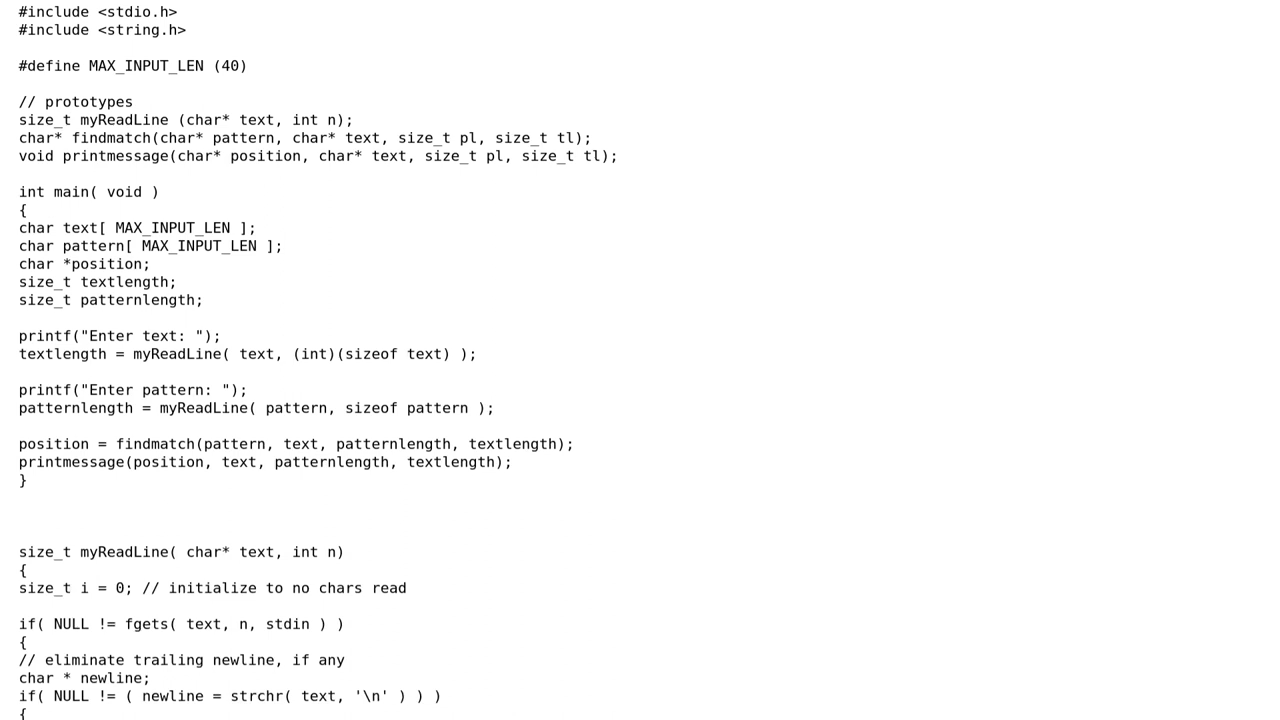 #include <stdio.h>
#include <string.h>
#define MAX_INPUT_LEN (40)
// prototypes
size_t myReadLine (char* text, int n);
char* findmatch(char* pattern, char* text, size_t pl, size_t tl);
void printmessage(char* position, char* text, size_t pl, size_t tl);
int main( void )
{
char text[ MAX_INPUT_LEN ];
char pattern[ MAX_INPUT_LEN ];
char *position;
size_t textlength;
size_t patternlength;
printf("Enter text: ");
textlength = myReadLine( text, (int)(sizeof text) );
printf("Enter pattern: ");
patternlength = myReadLine( pattern, sizeof pattern );
position = findmatch(pattern, text, patternlength, textlength);
printmessage(position, text, patternlength, textlength);
}
size_t myReadLine( char* text, int n)
{
size_t i = 0; // initialize to no chars read
if( NULL != fgets( text, n, stdin ) )
{
// eliminate trailing newline, if any
char * newline;
if( NULL != ( newline = strchr( text, '\n' ) ) )
{